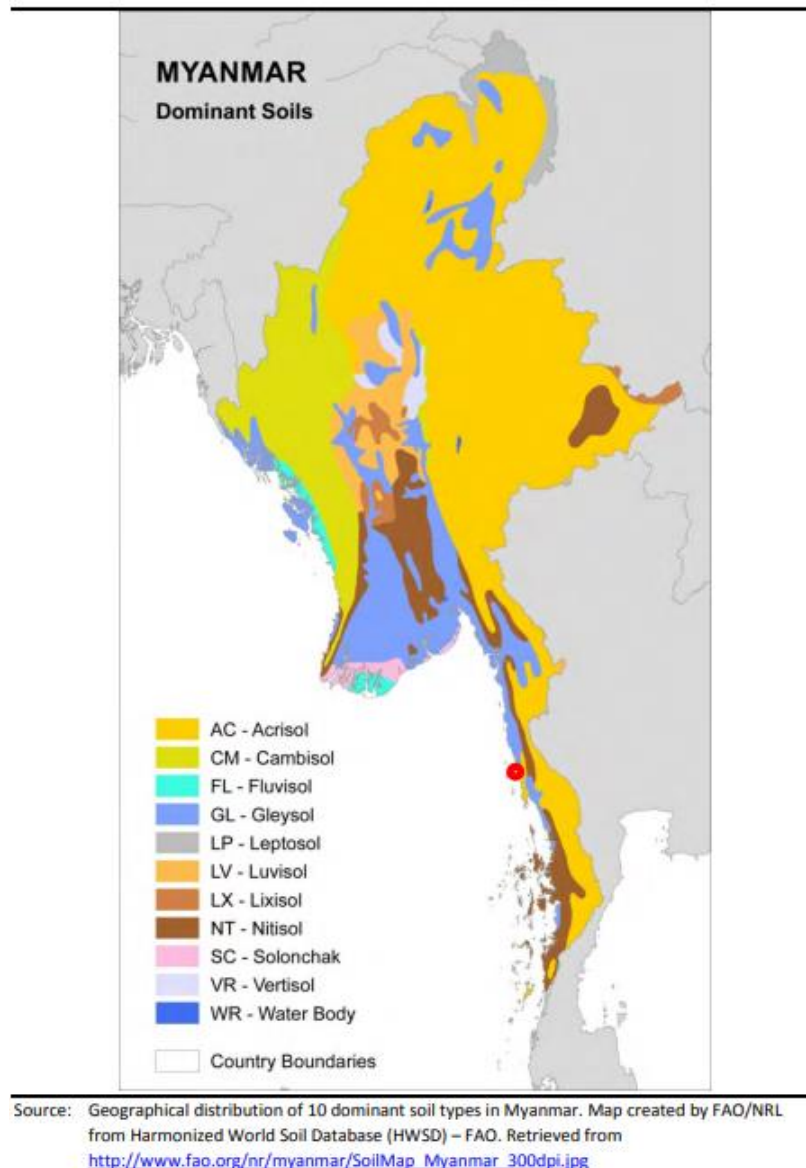 MYANMAR
Dominant Soils
AC - Acrisol
CM - Cambisol
FL - Fluvisol
GL - Gleysol
LP - Leptosol
LV - Luvisol
LX - Lixisol
NT - Nitisol
SC - Solonchak
VR - Vertisol
WR - Water Body
Country Boundaries
Source: Geographical distribution of 10 dominant soil types in Myanmar. Map created by FAO/NRL
from Harmonized World Soil Database (HWSD) – FAO. Retrieved from
http://www.fao.org/nr/myanmar/SoilMap_Myanmar_300dpi.jpg